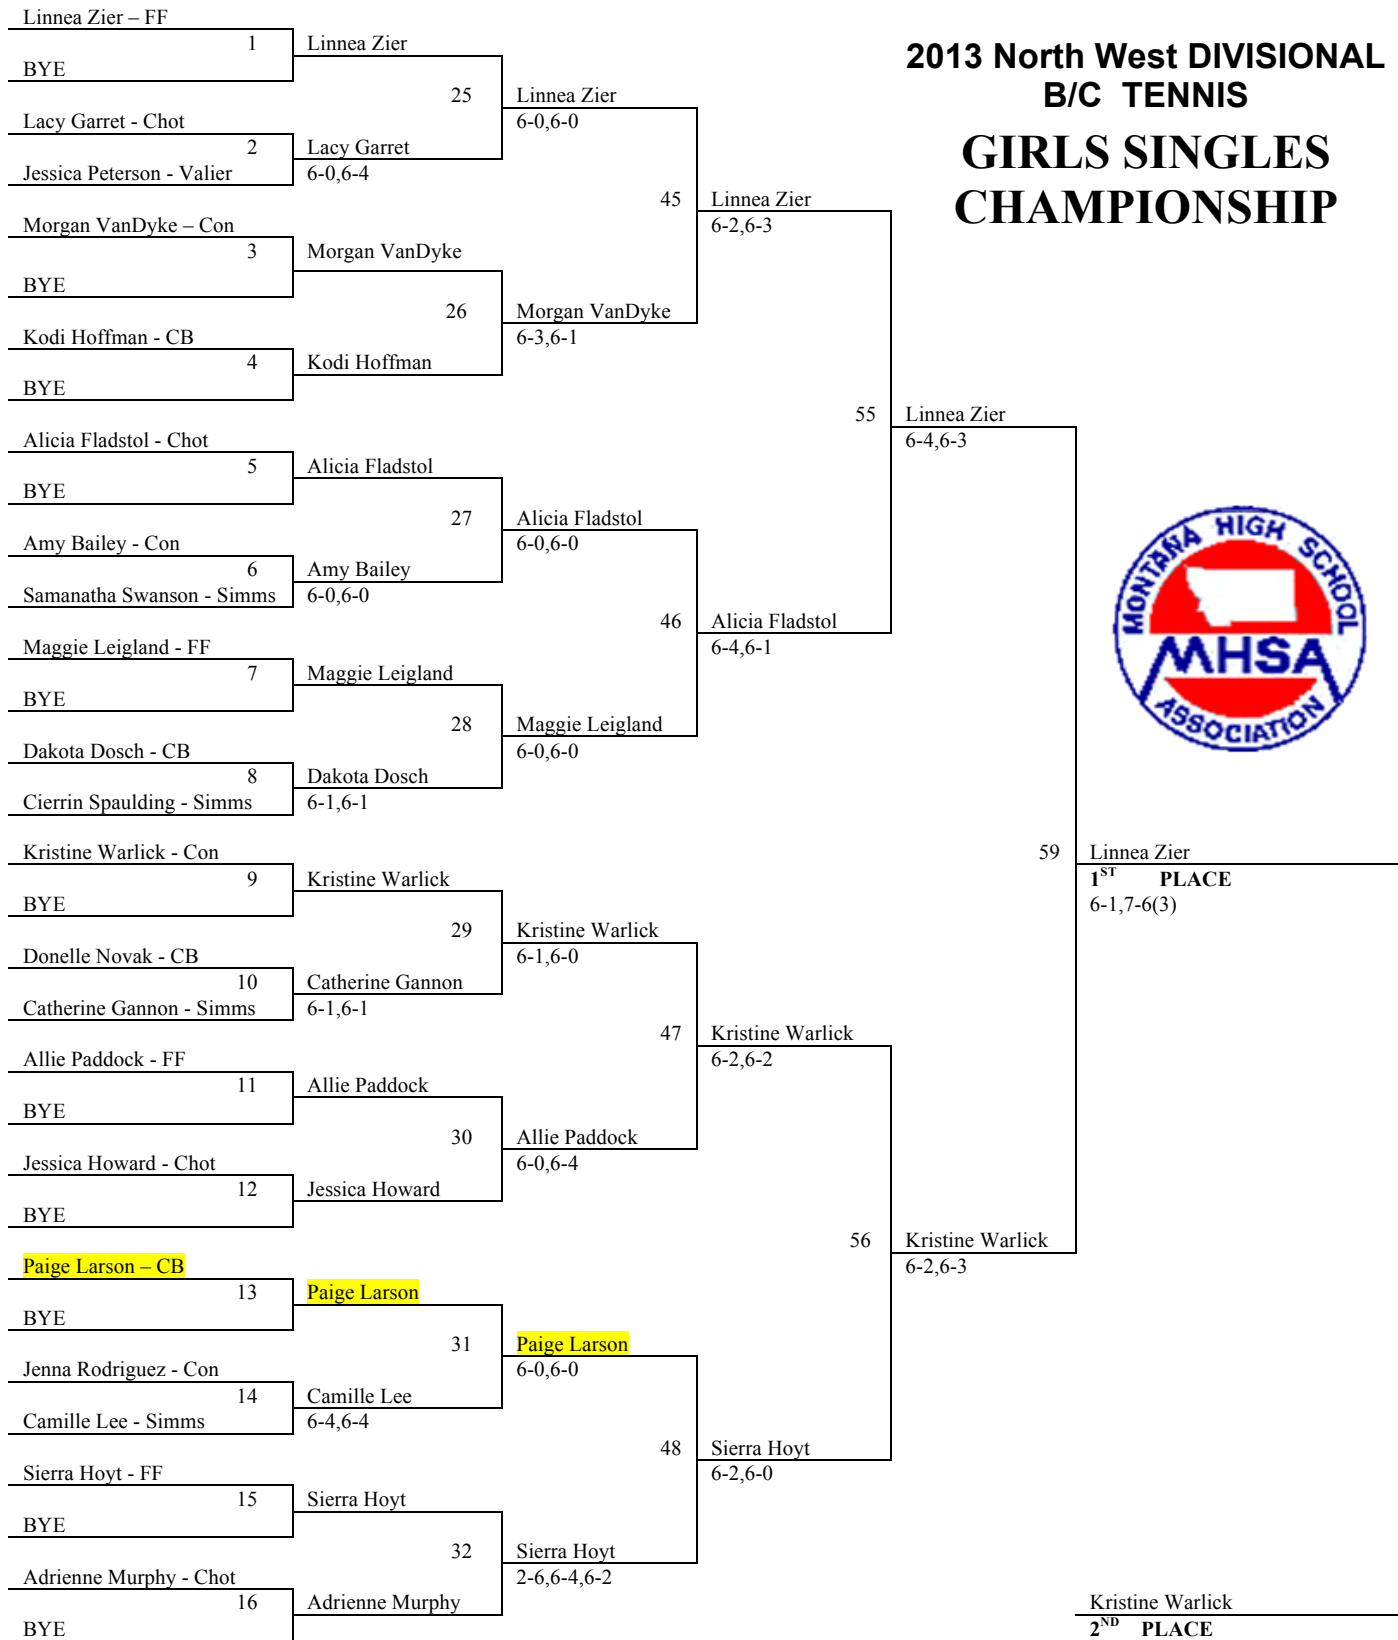 Linnea Zier – FF
1 Linnea Zier
BYE
2013 North West DIVISIONAL
B/C TENNIS
GIRLS SINGLES
CHAMPIONSHIP
25 Linnea Zier
6-0,6-0
Lacy Garret - Chot
2 Lacy Garret
Jessica Peterson - Valier 6-0,6-4
45 Linnea Zier
6-2,6-3
Morgan VanDyke – Con
3 Morgan VanDyke
BYE
26 Morgan VanDyke
6-3,6-1
Kodi Hoffman - CB
4 Kodi Hoffman
BYE
55 Linnea Zier
6-4,6-3
Alicia Fladstol - Chot
5 Alicia Fladstol
BYE
27 Alicia Fladstol
6-0,6-0
Amy Bailey - Con
6 Amy Bailey
Samanatha Swanson - Simms 6-0,6-0
46 Alicia Fladstol
6-4,6-1
MONTANA HIGH SCHOOL
MHSA
ASSOCIATION
Maggie Leigland - FF
7 Maggie Leigland
BYE
28 Maggie Leigland
6-0,6-0
Dakota Dosch - CB
8 Dakota Dosch
Cierrin Spaulding - Simms 6-1,6-1
59 Linnea Zier
1ST PLACE
6-1,7-6(3)
Kristine Warlick - Con
9 Kristine Warlick
BYE
29 Kristine Warlick
6-1,6-0
Donelle Novak - CB
10 Catherine Gannon
Catherine Gannon - Simms 6-1,6-1
47 Kristine Warlick
6-2,6-2
Allie Paddock - FF
11 Allie Paddock
BYE
30 Allie Paddock
6-0,6-4
Jessica Howard - Chot
12 Jessica Howard
BYE
56 Kristine Warlick
6-2,6-3
Paige Larson – CB
13 Paige Larson
BYE
31 Paige Larson
6-0,6-0
Jenna Rodriguez - Con
14 Camille Lee
Camille Lee - Simms 6-4,6-4
48 Sierra Hoyt
6-2,6-0
Sierra Hoyt - FF
15 Sierra Hoyt
BYE
32 Sierra Hoyt
2-6,6-4,6-2
Adrienne Murphy - Chot
16 Adrienne Murphy
BYE
Kristine Warlick
2ND PLACE